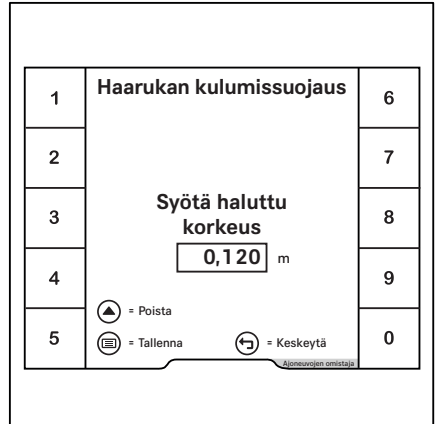 Haarukan kulumissuojaus
1
6
2
7
Syötä haluttu
korkeus
3
8
0,120 m
4
9
= Poista
5
= Tallenna
= Keskeytä
0
Ajoneuvojen omistaja